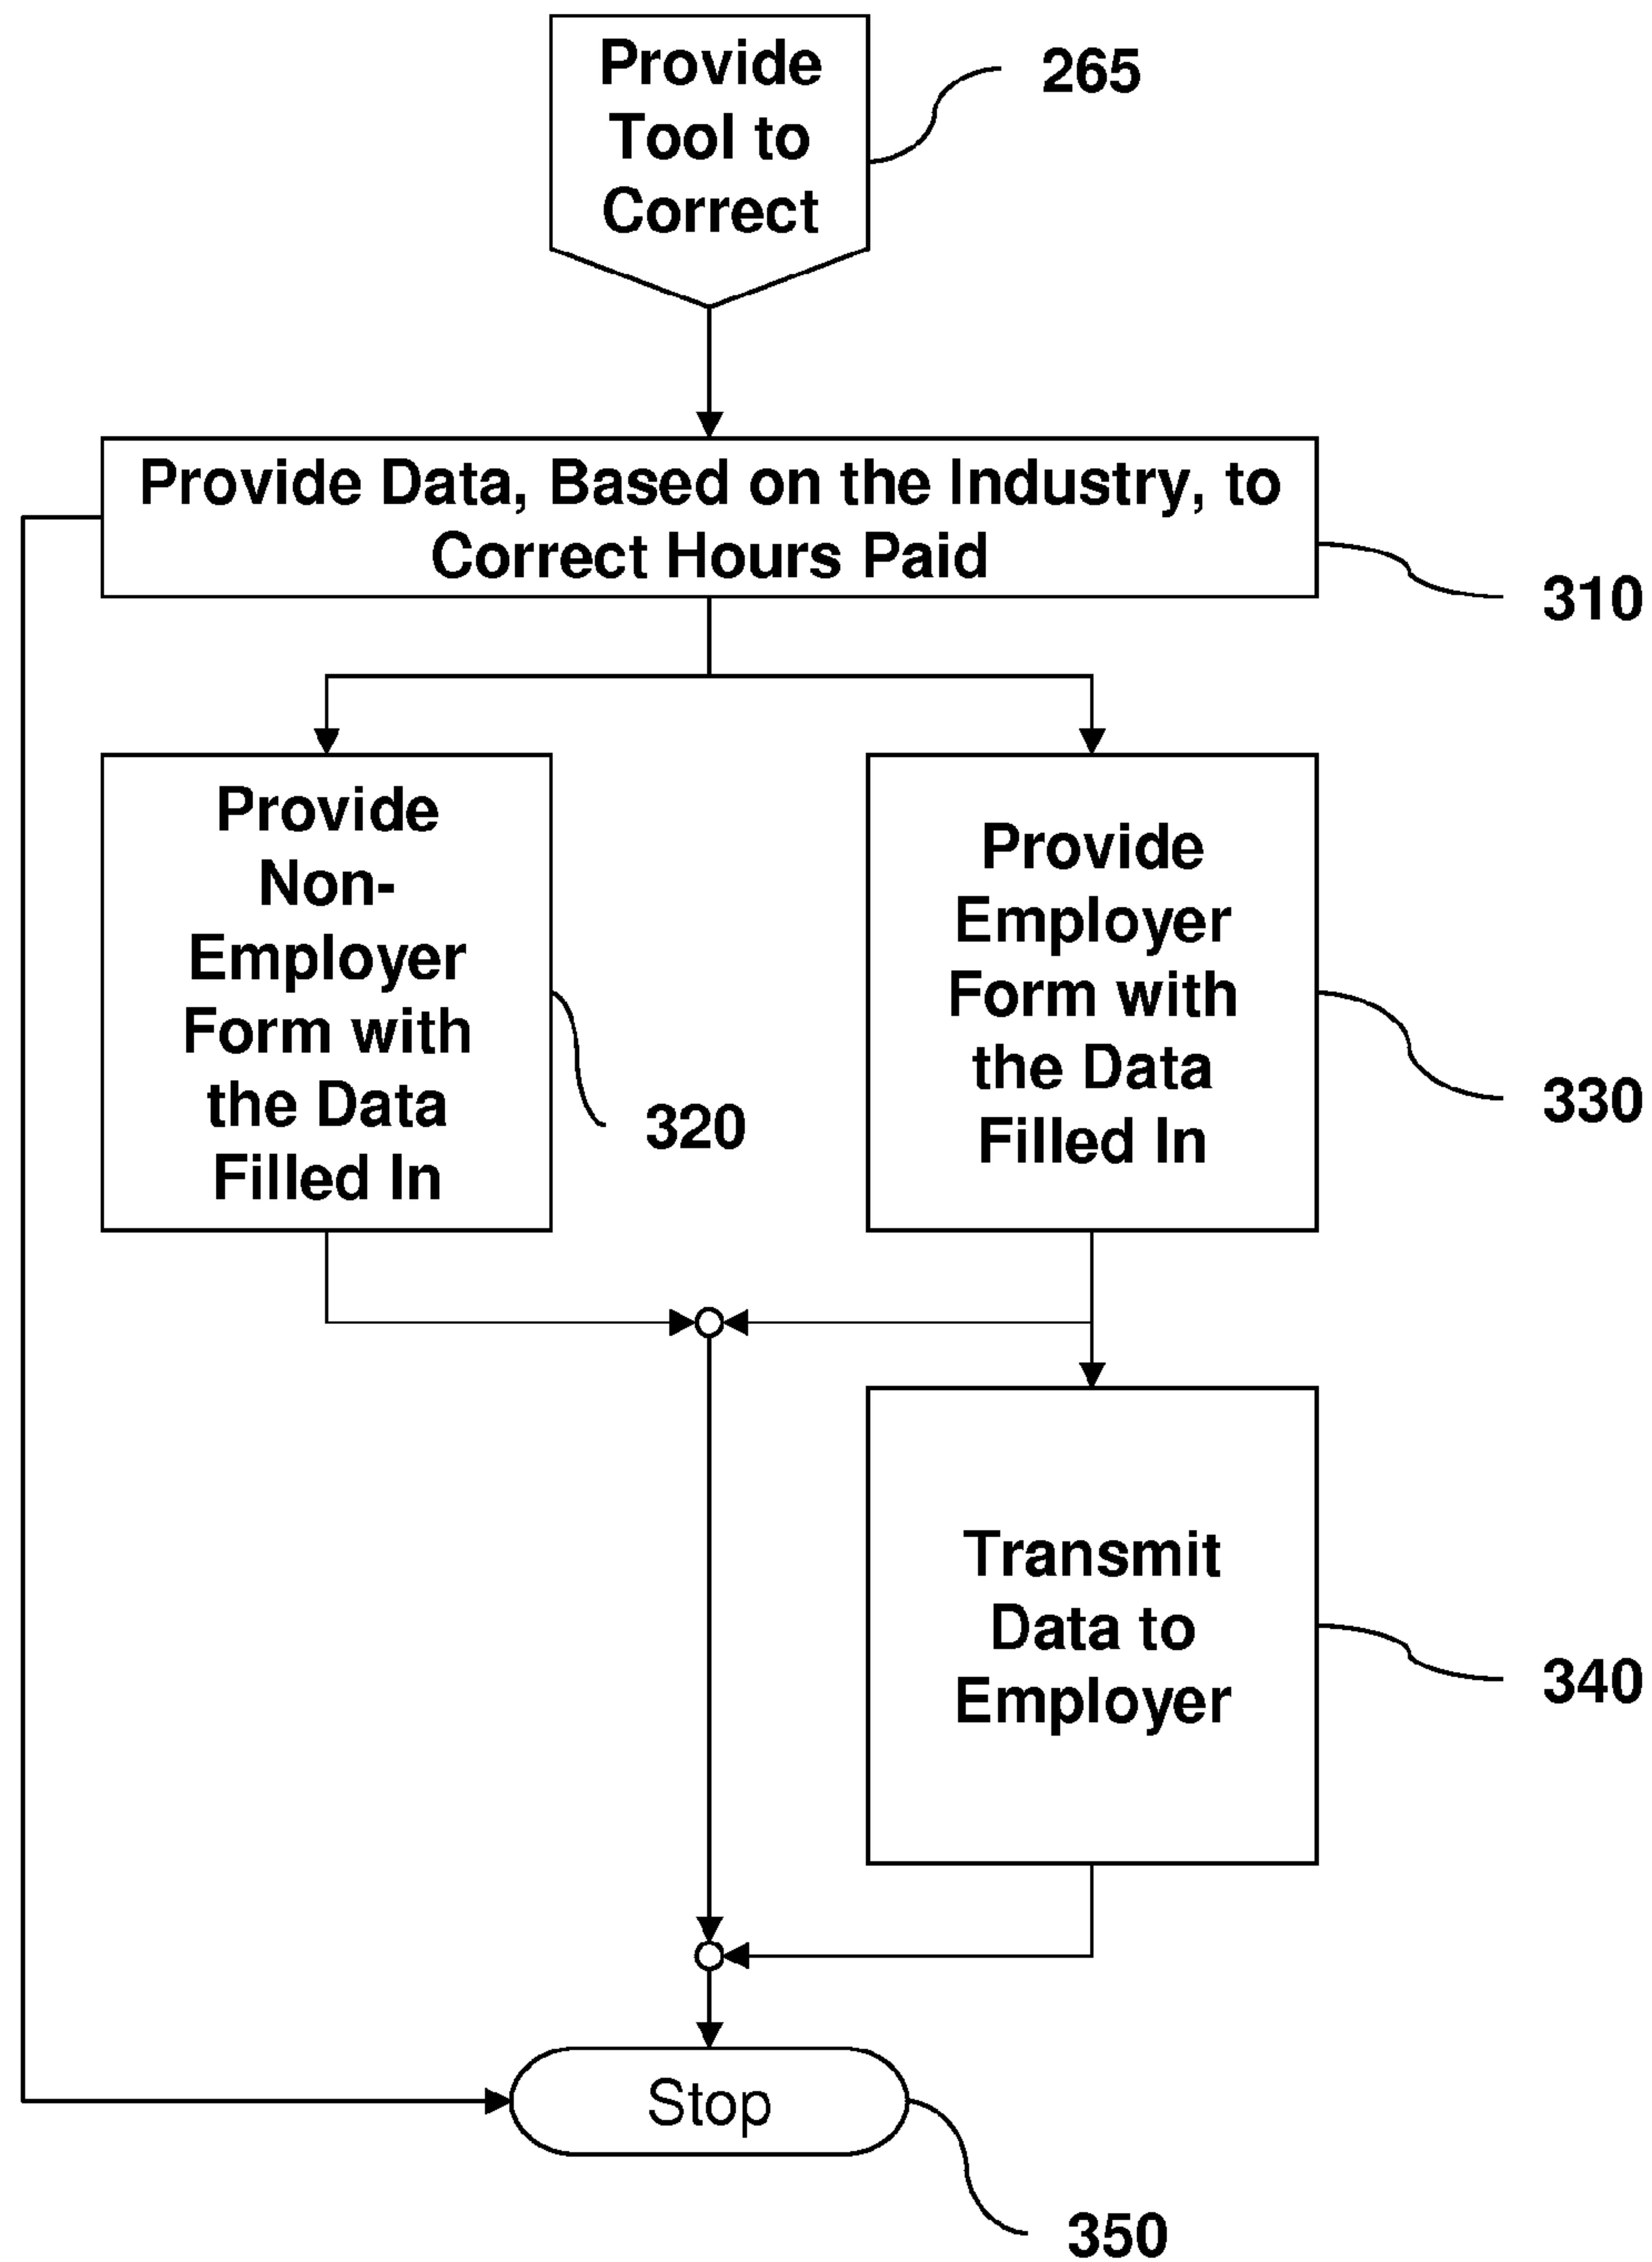 Provide
Tool to
Correct
265
Provide Data, Based on the Industry, to
Correct Hours Paid
310
Provide
Non-
Employer
Form with
the Data
Filled In
320
Provide
Employer
Form with
the Data
Filled In
330
Transmit
Data to
Employer
340
Stop
350